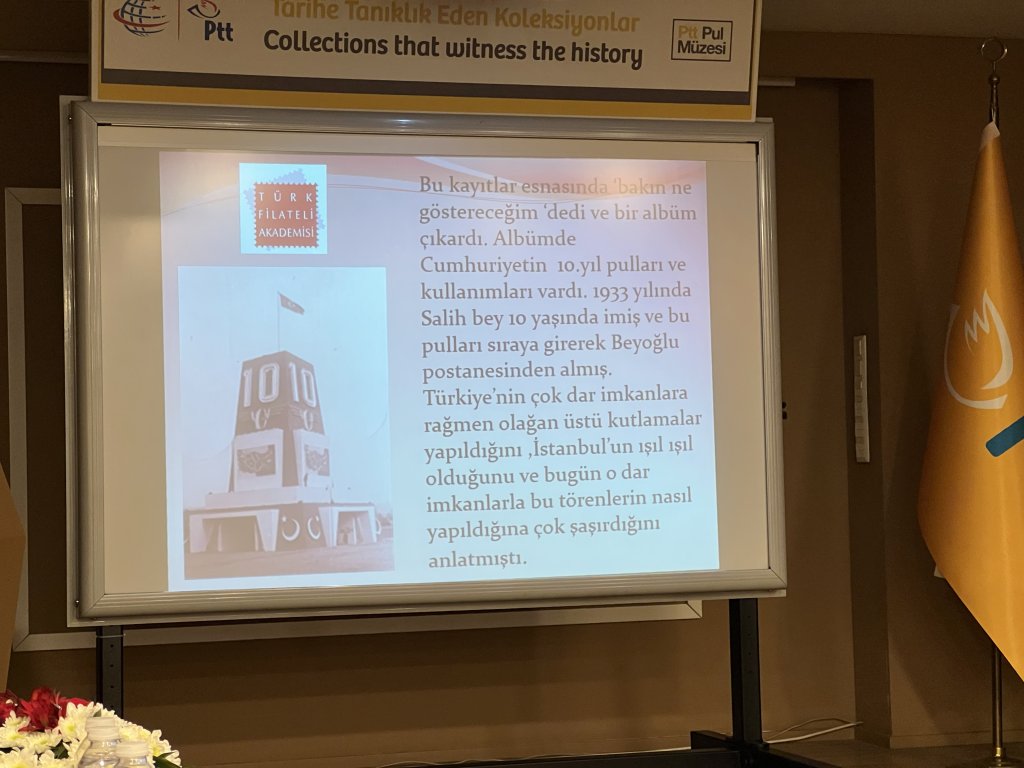 Tarihe Tanıklık Eden Koleksiyonlar
Ptt
Collections that witness the history
Ptt Pul
Müzesi
TÜRK
FİLATELİ
AKADEMİSİ
Bu kayıtlar esnasında 'bakın ne
göstereceğim 'dedi ve bir albüm
çıkardı. Albümde
Cumhuriyetin 10.yıl pulları ve
kullanımları vardı. 1933 yılında
Salih bey 10 yaşında imiş ve bu
pulları sıraya girerek Beyoğlu
postanesinden almış.
Türkiye'nin çok dar imkanlara
rağmen olağan üstü kutlamalar
yapıldığını ,İstanbul'un ışıl ışıl
olduğunu ve bugün o dar
imkanlarla bu törenlerin nasıl
yapıldığına çok şaşırdığını
anlatmıştı.
10 10